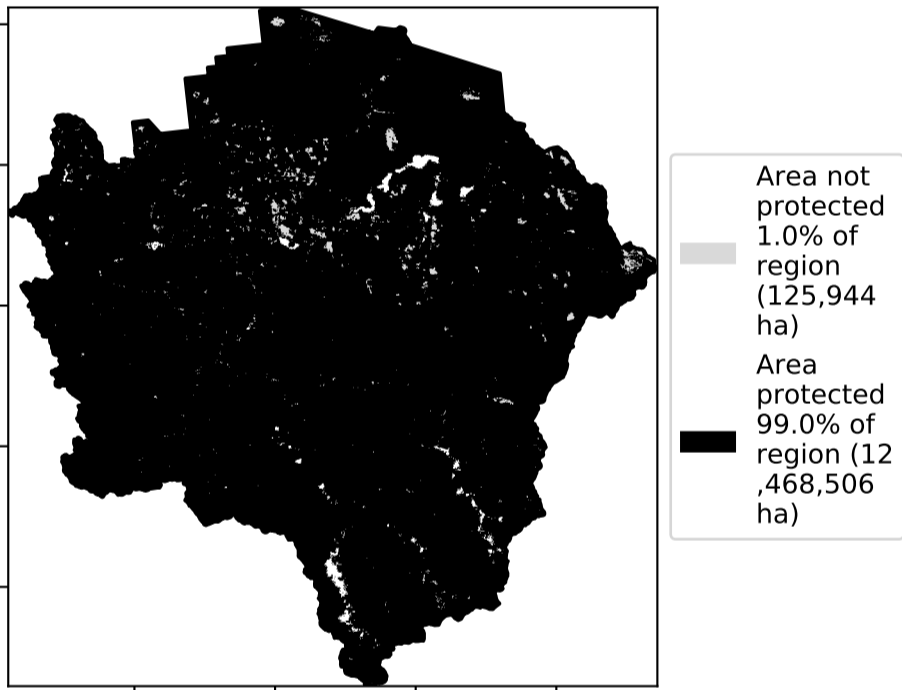 Area not
protected
1.0% of
region
(125,944
ha)
Area
protected
99.0% of
region (12
,468,506
ha)